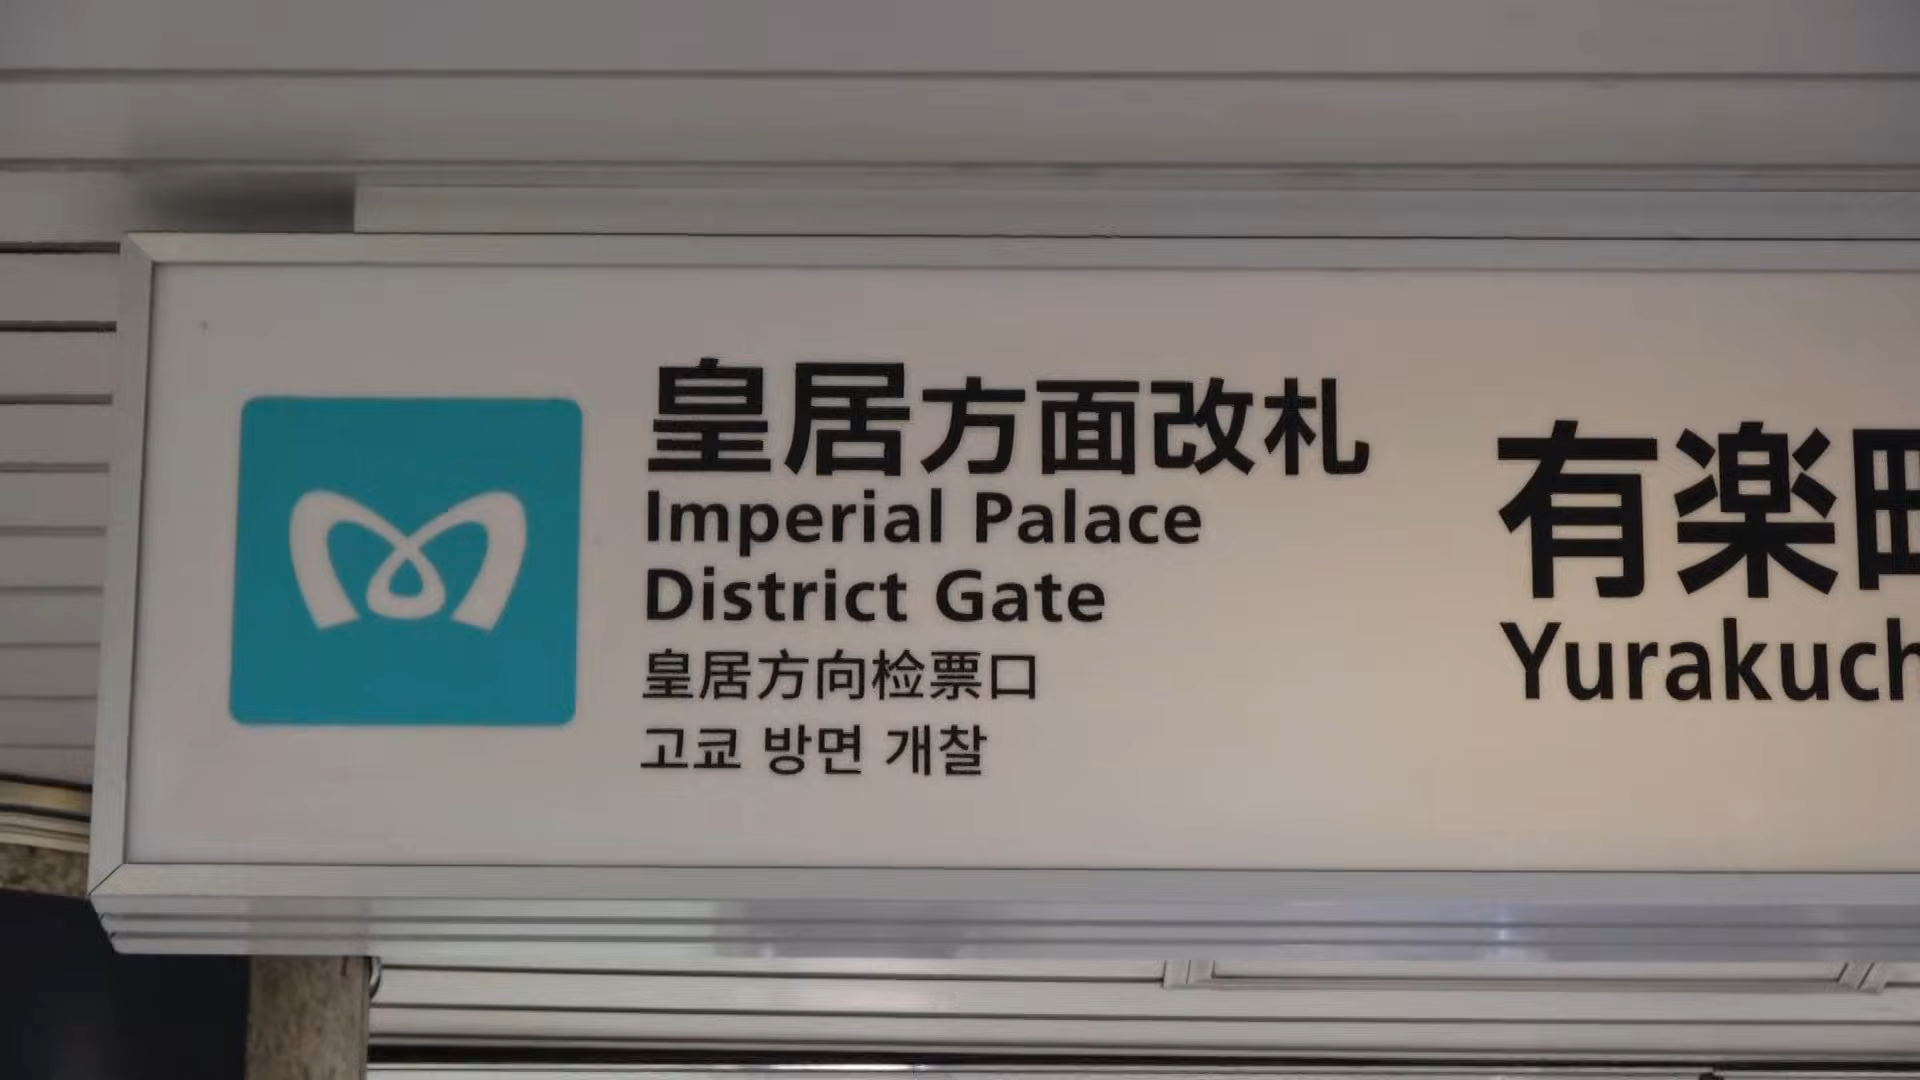 皇居方面改札
Imperial Palace
District Gate
皇居方向检票口
고쿄 방면 개찰
有楽町
Yurakuch